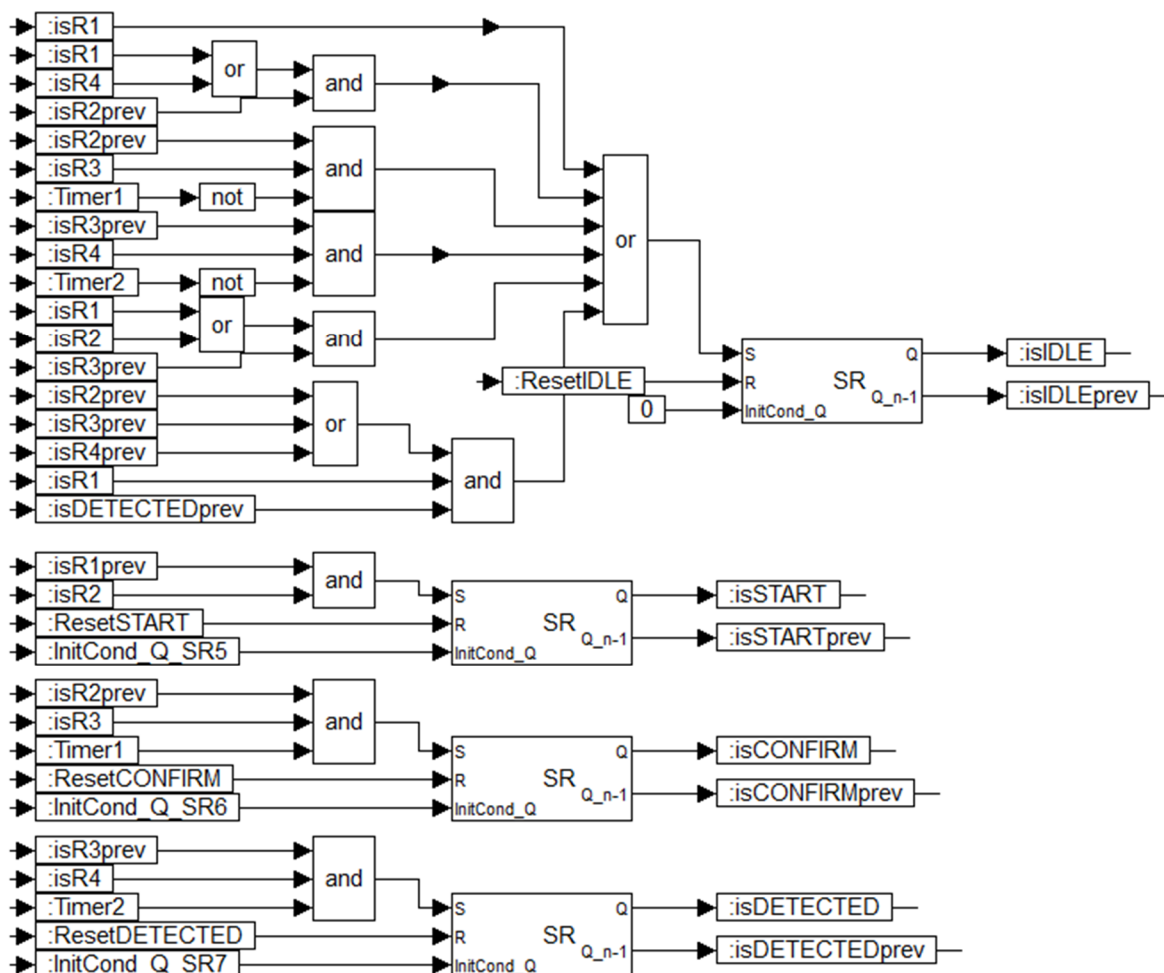 :isR1
:isR1
or
:isR4
and
:isR2prev
:isR2prev
:isR3
and
:Timer1
not
:isR3prev
or
:isR4
and
:Timer2
not
:isR1
or
:isR2
and
:isR3prev
S
Q
:isIDLE
:ResetIDLE
R
SR
:isR2prev
Q_n-1
:isIDLEprev
0
InitCond_Q
:isR3prev
or
:isR4prev
:isR1
and
:isDETECTEDprev
:isR1prev
and
:isR2
S
Q
:isSTART
:ResetSTART
R
SR
Q_n-1
:isSTARTprev
:InitCond_Q_SR5
InitCond_Q
:isR2prev
:isR3
and
:Timer1
S
Q
:isCONFIRM
:ResetCONFIRM
R
SR
Q_n-1
:isCONFIRMprev
:InitCond_Q_SR6
InitCond_Q
:isR3prev
:isR4
and
:Timer2
S
Q
:isDETECTED
:ResetDETECTED
R
SR
Q_n-1
:isDETECTEDprev
:InitCond_Q_SR7
InitCond_Q